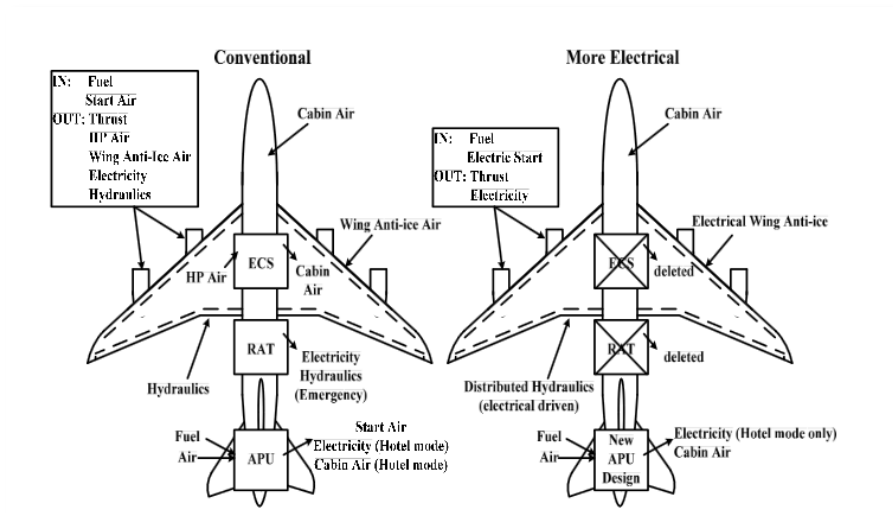 Conventional
IN: Fuel
Start Air
OUT: Thrust
HP Air
Wing Anti-Ice Air
Electricity
Hydraulics
Cabin Air
Wing Anti-ice Air
HP Air
ECS
Cabin
Air
RAT
Electricity
Hydraulics
(Emergency)
Hydraulics
Fuel
Air
APU
Start Air
Electricity (Hotel mode)
Cabin Air (Hotel mode)
More Electrical
IN: Fuel
Electric Start
OUT: Thrust
Electricity
Cabin Air
Electrical Wing Anti-ice
ECS
deleted
RAT
deleted
Distributed Hydraulics
(electrical driven)
Fuel
Air
New
APU
Design
Electricity (Hotel mode only)
Cabin Air